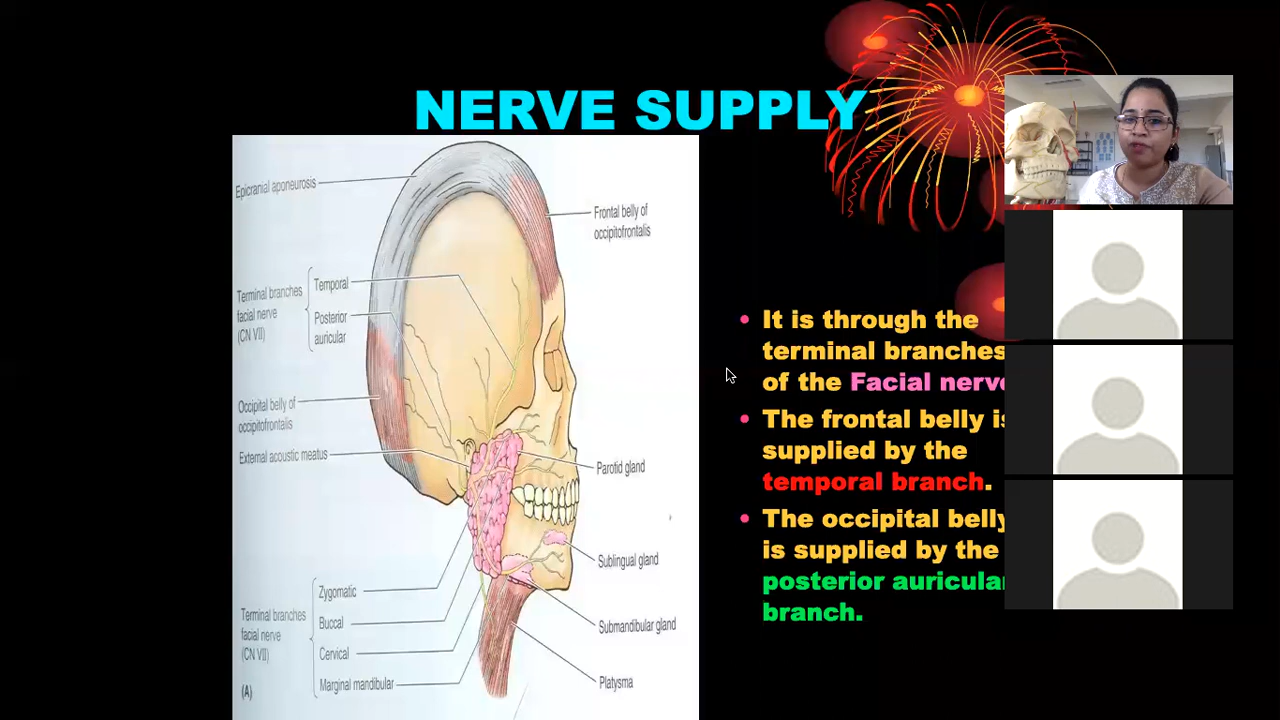 NERVE SUPPLY
Epicranial aponeurosis
Frontal belly of
occipitofrontalis
Terminal branches
facial nerve
(CN VII)
Temporal
Posterior
auricular
Occipital belly of
occipitofrontalis
External acoustic meatus
Parotid gland
Sublingual gland
Submandibular gland
Platysma
Terminal branches
facial nerve
(CN VII)
Zygomatic
Buccal
Cervical
Marginal mandibular
(A)
• It is through the
terminal branches
of the Facial nerve
• The frontal belly is
supplied by the
temporal branch.
• The occipital belly
is supplied by the
posterior auricular
branch.